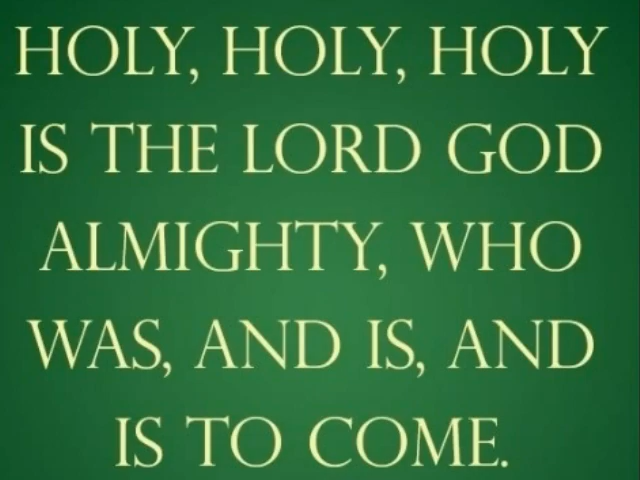 HOLY, HOLY, HOLY
IS THE LORD GOD
ALMIGHTY, WHO
WAS, AND IS, AND
IS TO COME.